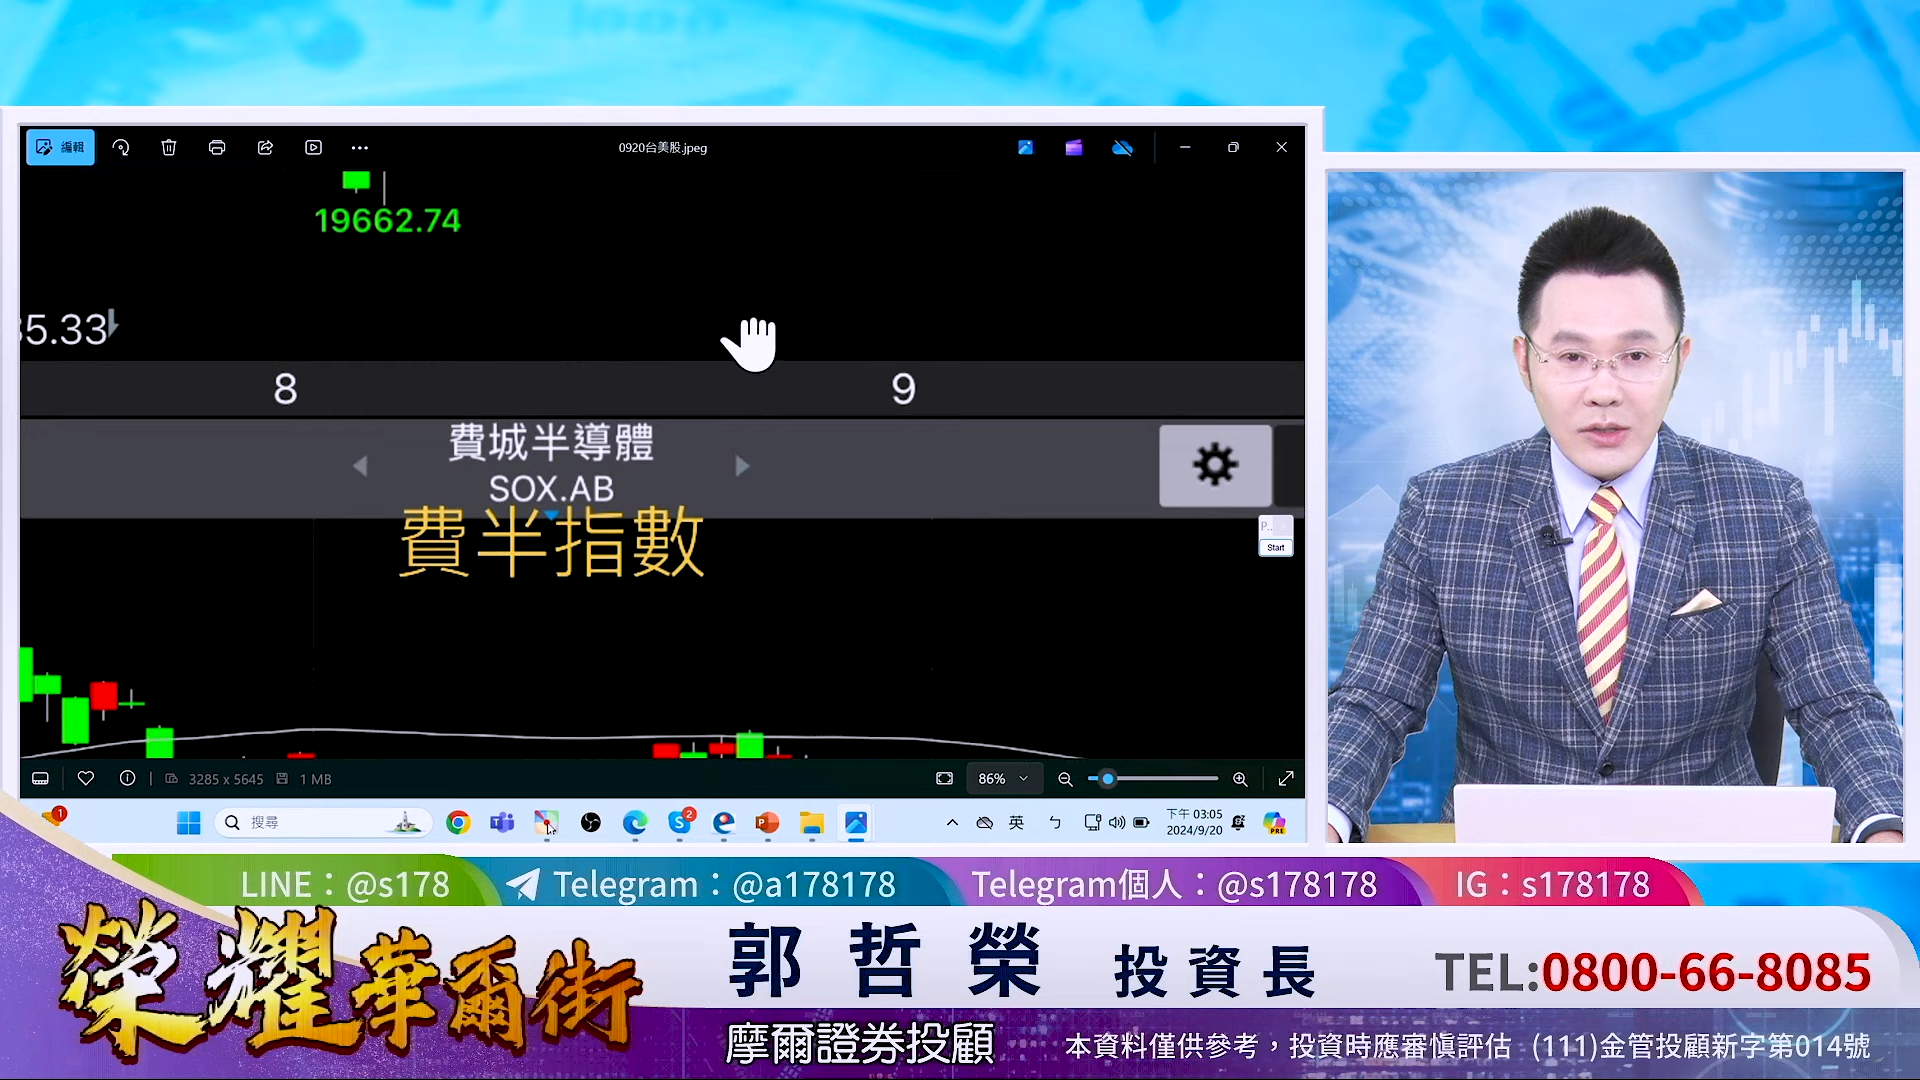 編輯
0920台美股.jpeg
19662.74
5.33
8
9
費城半導體
SOX.AB
費半指數
P...
Start
3285 x 5645
1 MB
86%
1
搜尋
2
英
ㄅ
下午 03:05
2024/9/20
PRE
LINE：@s178
Telegram：@a178178
Telegram個人：@s178178
IG：s178178
榮耀華爾街
郭哲榮 投資長
TEL:0800-66-8085
摩爾證券投顧
本資料僅供參考，投資時應審慎評估 (111)金管投顧新字第014號